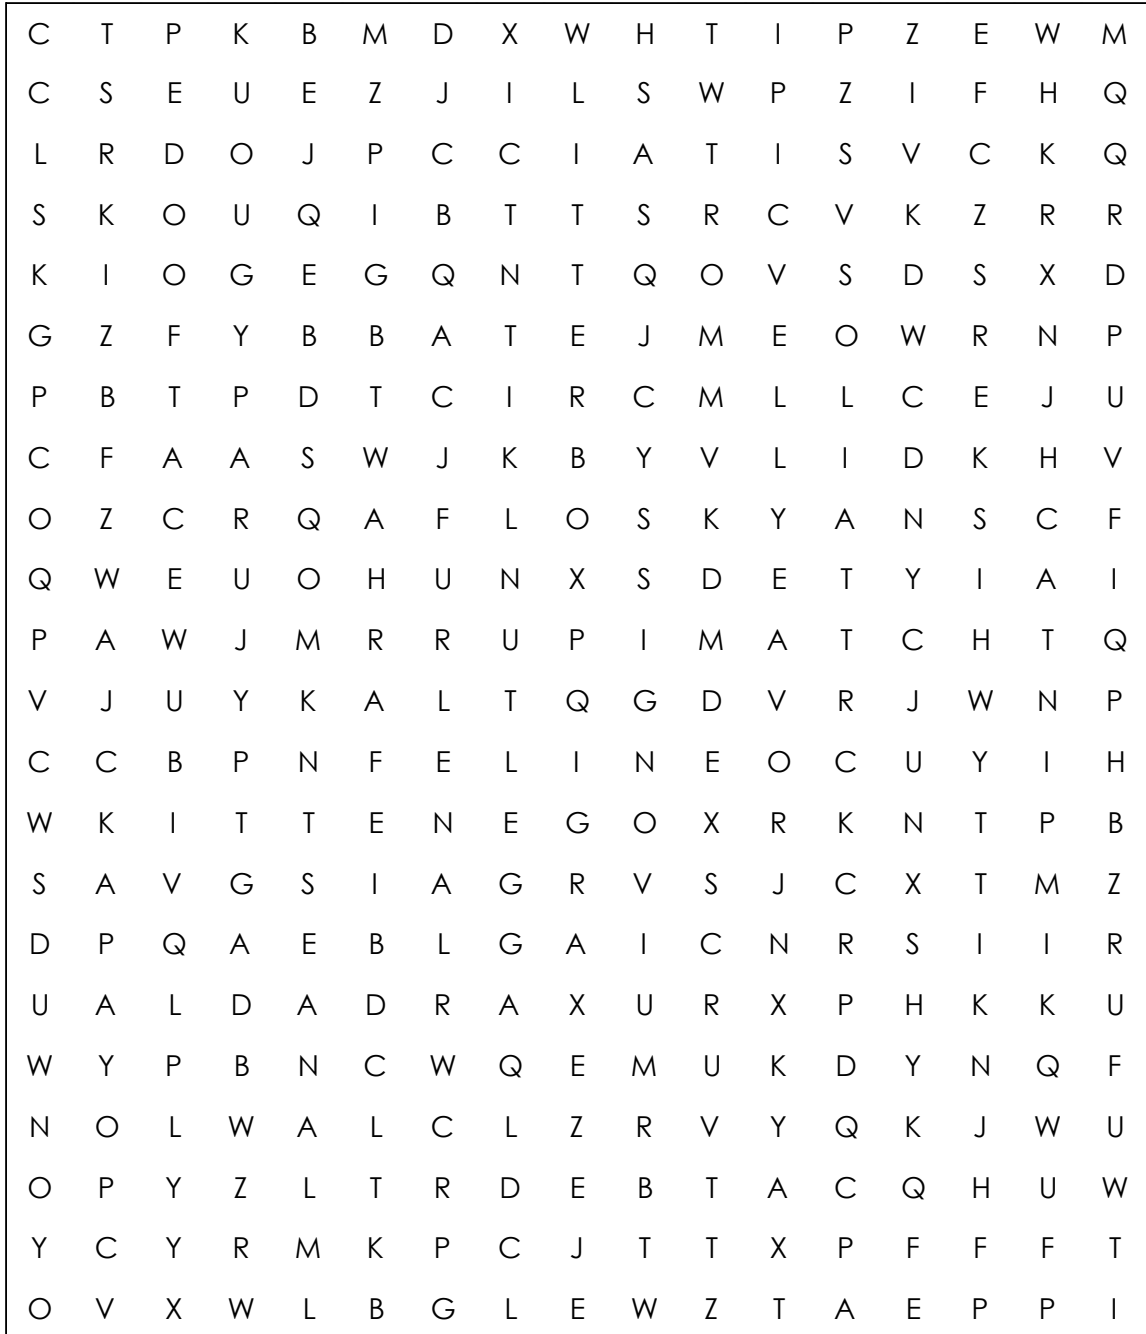 C T P K B M D X W H T I P Z E W M
C S E U E Z J I L S W P Z I F H Q
L R D O J P C C I A T I S V C K Q
S K O U Q I B T T S R C V K Z R R
K I O G E G Q N T Q O V S D S X D
G Z F Y B B A T E J M E O W R N P
P B T P D T C I R C M L L C E J U
C F A A S W J K B Y V L I D K H V
O Z C R Q A F L O S K Y A N S C F
Q W E U O H U N X S D E T Y I A I
P A W J M R R U P I M A T C H T Q
V J U Y K A L T Q G D V R J W N P
C C B P N F E L I N E O C U Y I H
W K I T T E N E G O X R K N T P B
S A V G S I A G R V S J C X T M Z
D P Q A E B L G A I C N R S I I R
U A L D A D R A X U R X P H K K U
W Y P B N C W Q E M U K D Y N Q F
N O L W A L C L Z R V Y Q K J W U
O P Y Z L T R D E B T A C Q H U W
Y C Y R M K P C J T T X P F F F T
O V X W L B G L E W Z T A E P P I